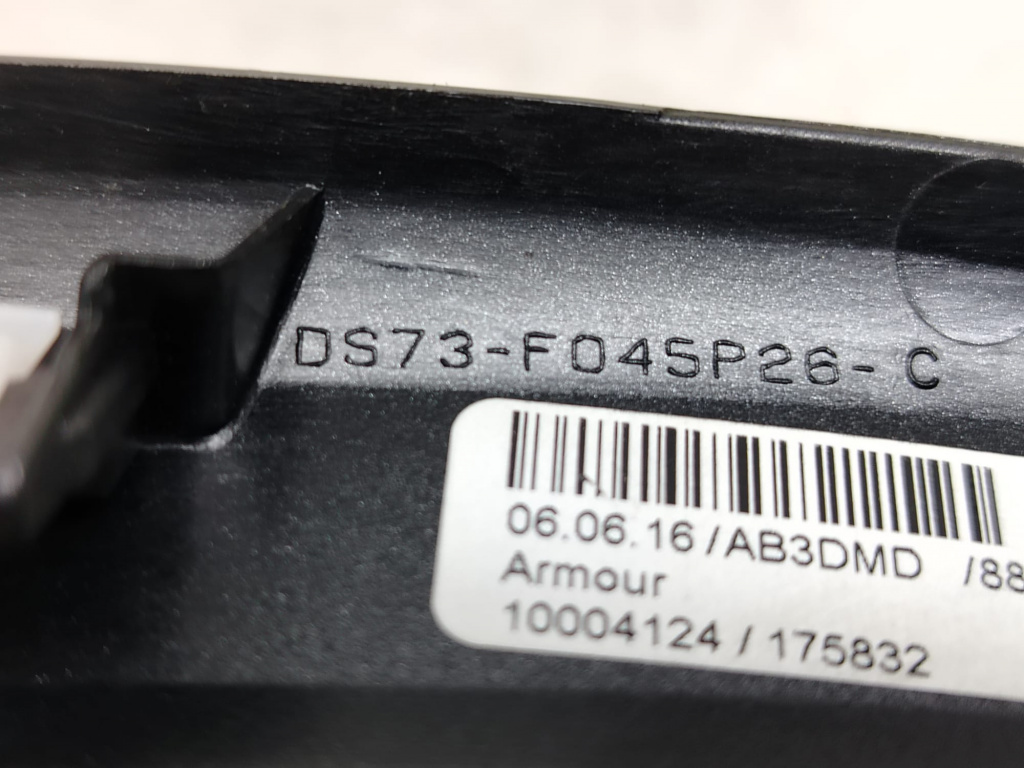 DS73-F045P26-C
06.06.16/AB3DMD /88
Armour
10004124/175832